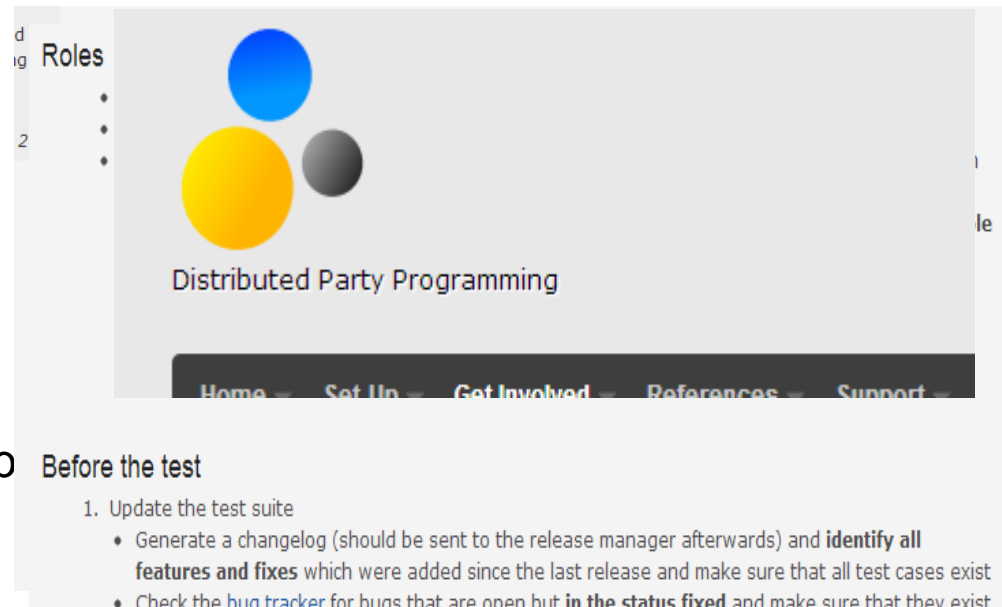 d
Roles
2
le
Distributed Party Programming
Home Set Up Get Involved References Support
Before the test
1. Update the test suite
• Generate a changelog (should be sent to the release manager afterwards) and identify all
features and fixes which were added since the last release and make sure that all test cases exist
• Check the bug tracker for bugs that are open but in the status fixed and make sure that they exist